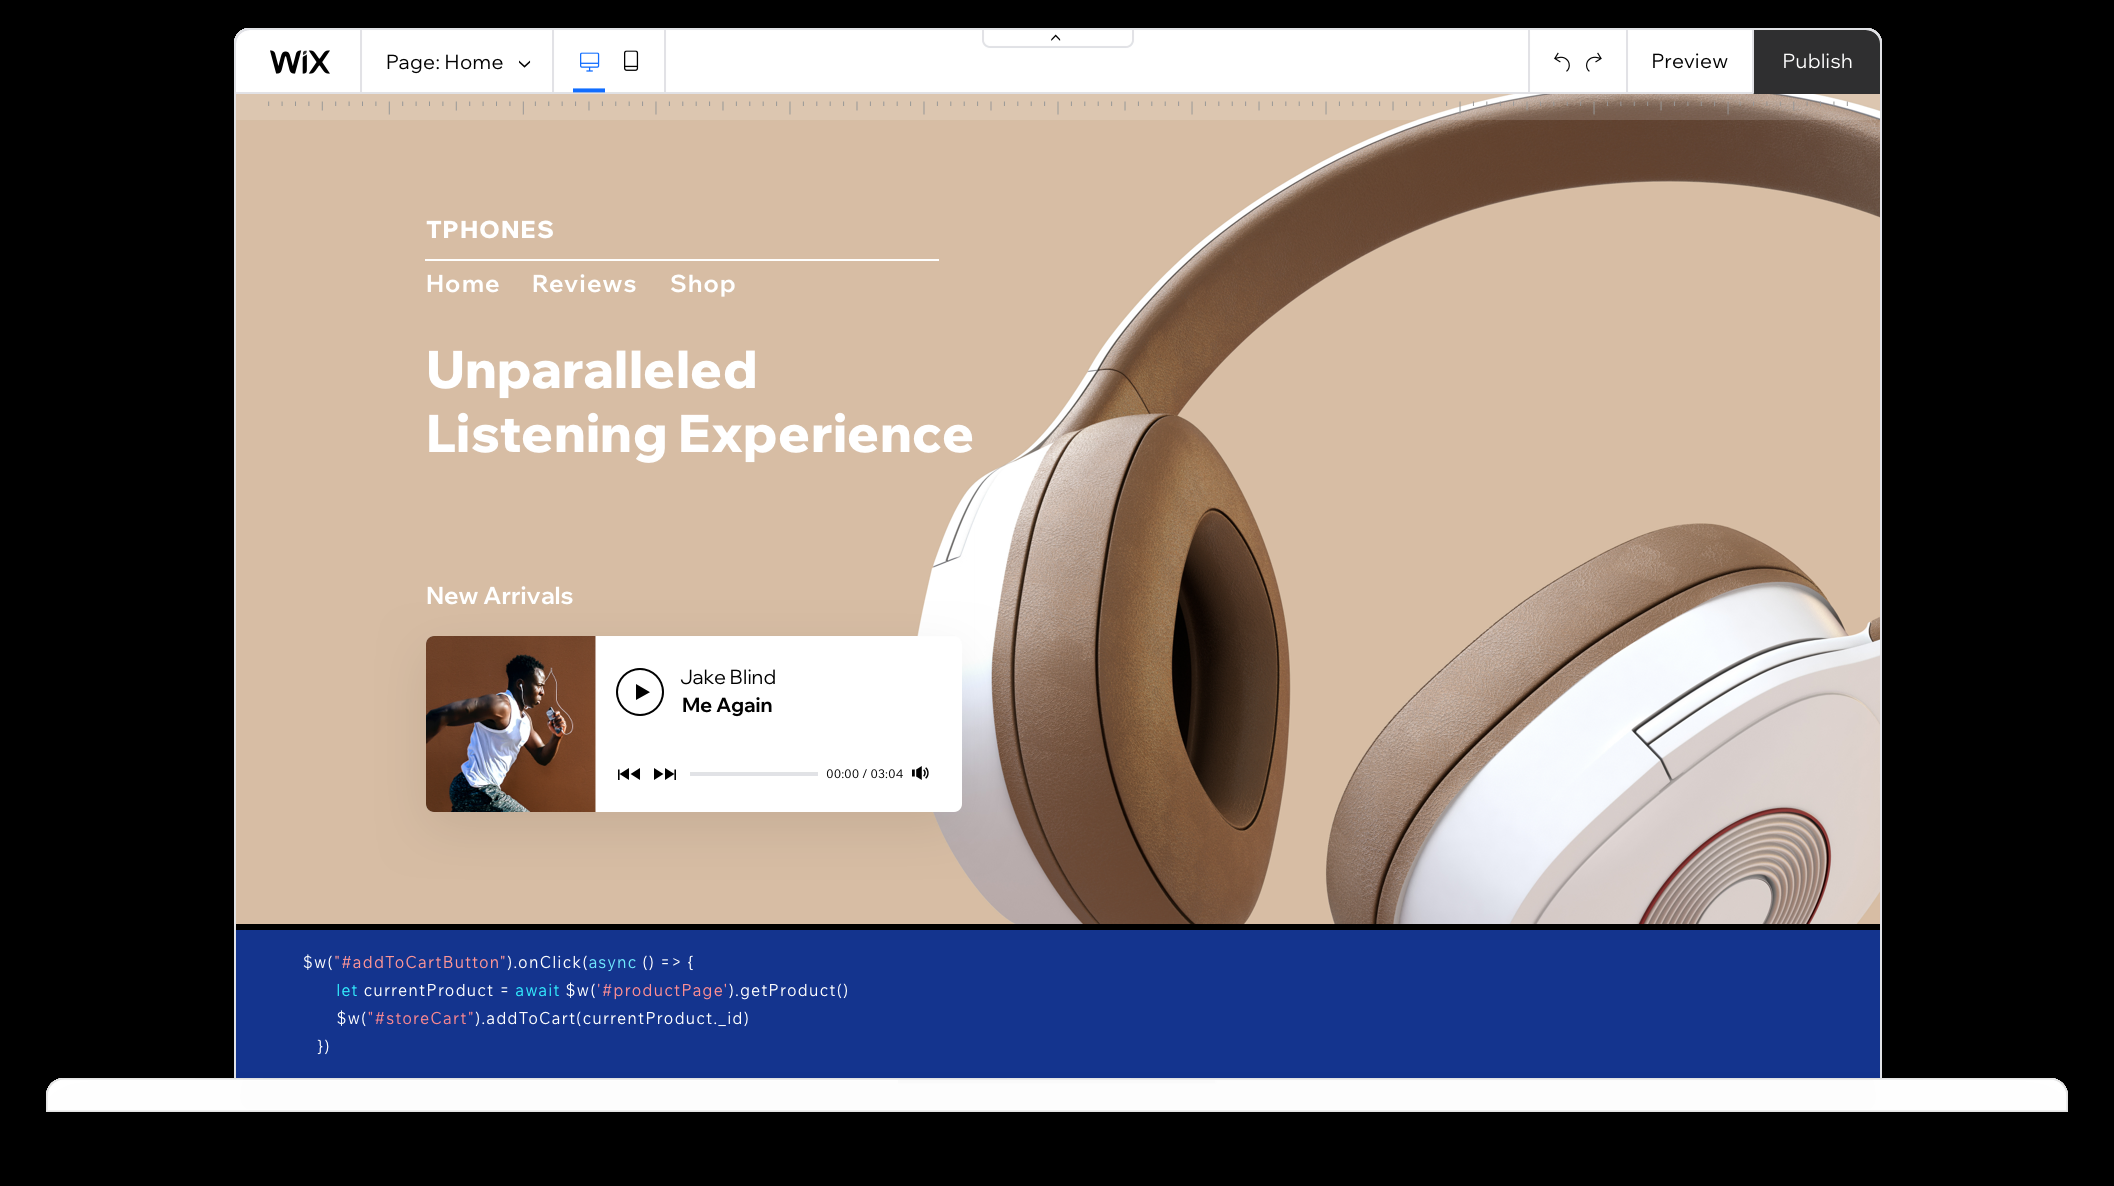 WiX
Page: Home
Preview
Publish
TPHONES
Home Reviews Shop
Unparalleled
Listening Experience
New Arrivals
Jake Blind
Me Again
00:00 / 03:04
$w("#addToCartButton").onClick(async () => {
let currentProduct = await $w('#productPage').getProduct()
$w("#storeCart").addToCart(currentProduct._id)
})